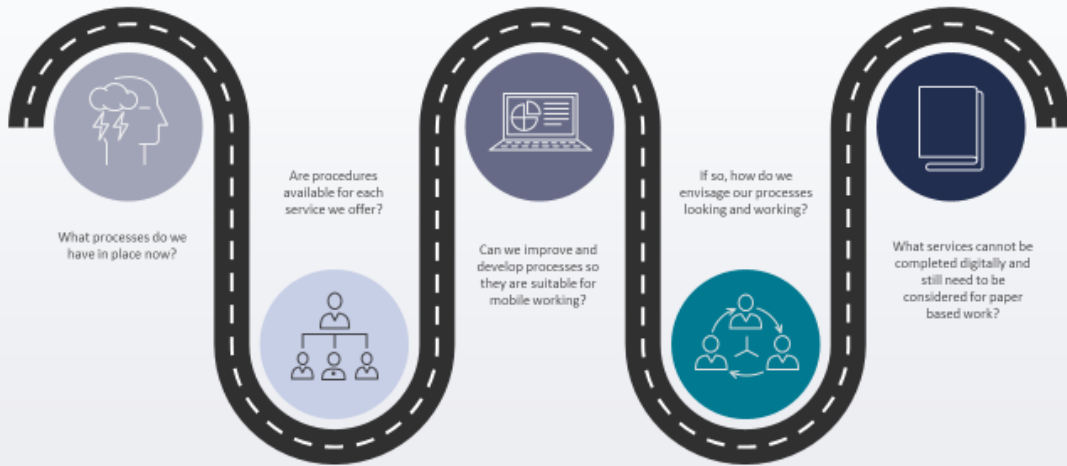 What processes do we
have in place now?
Are procedures
available for each
service we offer?
Can we improve and
develop processes so
they are suitable for
mobile working?
If so, how do we
envisage our processes
looking and working?
What services cannot be
completed digitally and
still need to be
considered for paper
based work?